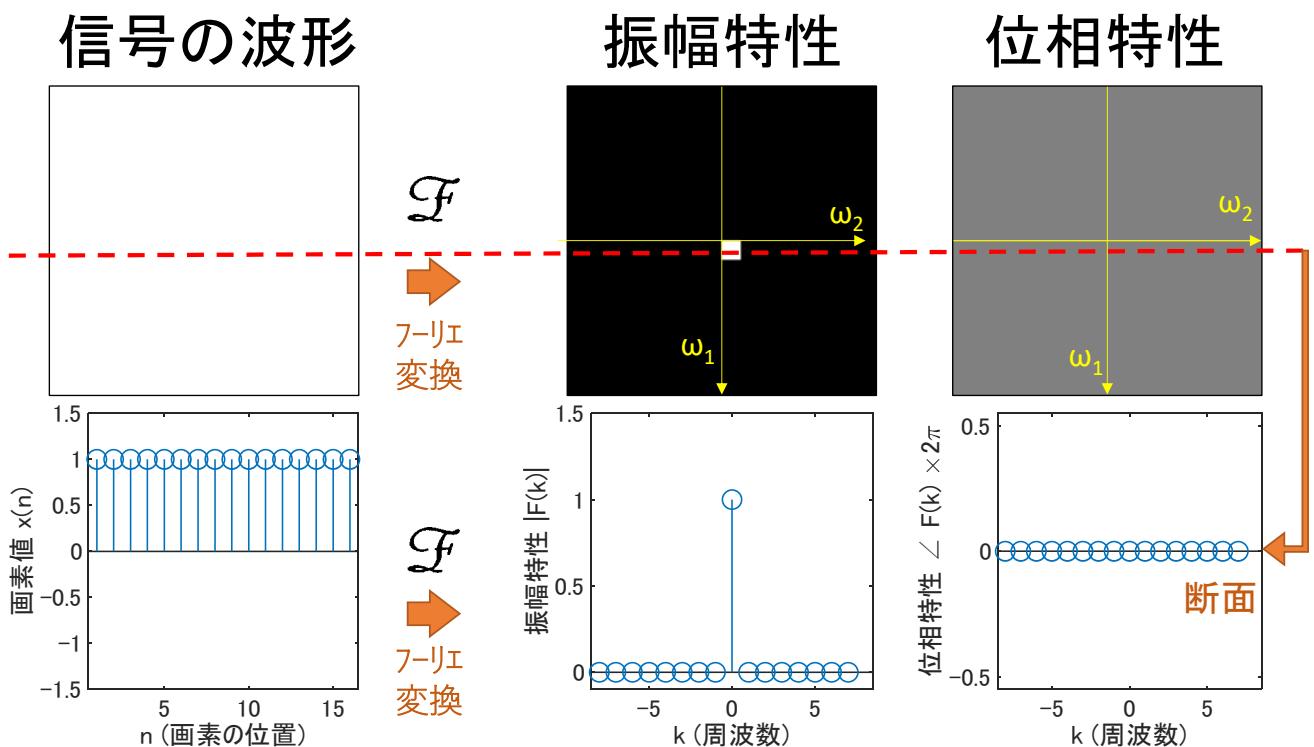 信号の波形
振幅特性
位相特性
ℱ
フーリエ
変換
ω2
ω1
ω2
ω1
1.5
1
0.5
0
−0.5
−1
−1.5
5
10
15
画素値 x(n)
n (画素の位置)
ℱ
フーリエ
変換
1.5
1
0.5
0
−5
0
5
振幅特性 |F(k)|
k (周波数)
0.5
0
−0.5
−5
0
5
位相特性 ∠ F(k) ×2π
k (周波数)
断面